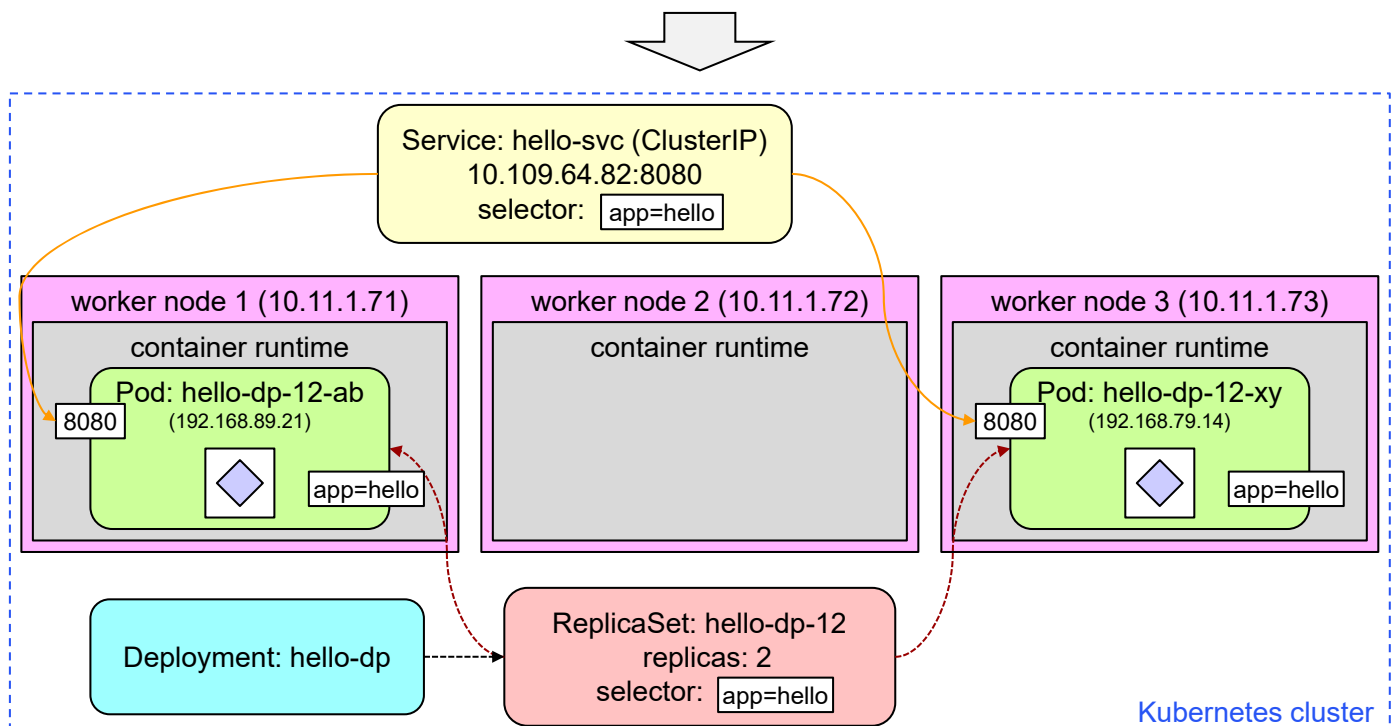 Service: hello-svc (ClusterIP)
10.109.64.82:8080
selector: app=hello
worker node 1 (10.11.1.71)
container runtime
Pod: hello-dp-12-ab
(192.168.89.21)
8080
app=hello
worker node 2 (10.11.1.72)
container runtime
worker node 3 (10.11.1.73)
container runtime
Pod: hello-dp-12-xy
(192.168.79.14)
8080
app=hello
Deployment: hello-dp
ReplicaSet: hello-dp-12
replicas: 2
selector: app=hello
Kubernetes cluster